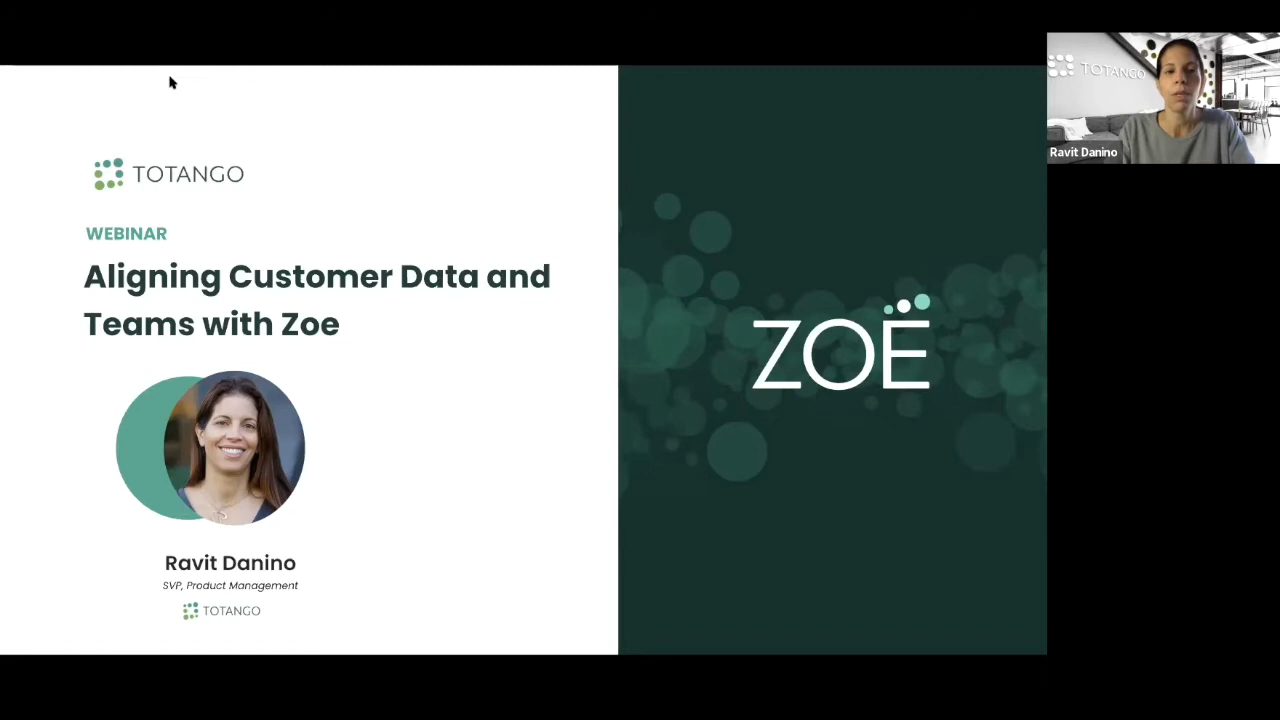 TOTANGO
WEBINAR
Aligning Customer Data and
Teams with Zoe
Ravit Danino
SVP, Product Management
TOTANGO
ZOË
TOTANGO
Ravit Danino